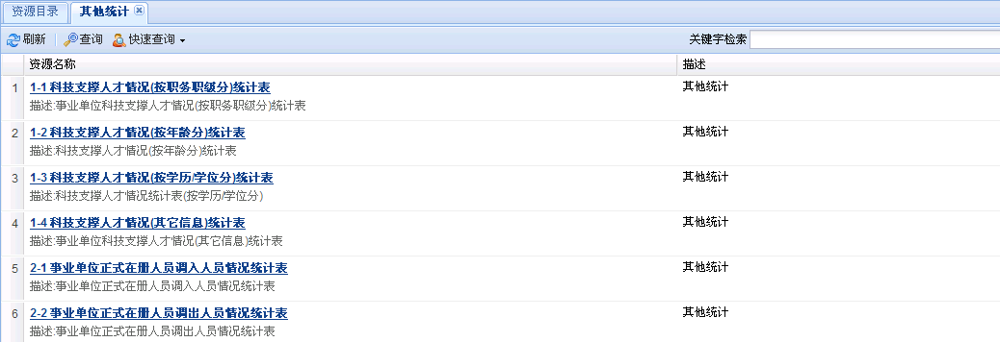 资源目录 其他统计
刷新 查询 快速查询 关键字检索
资源名称 描述
1 1-1 科技支撑人才情况(按职务职级分)统计表 其他统计
描述:事业单位科技支撑人才情况(按职务职级分)统计表
2 1-2 科技支撑人才情况(按年龄分)统计表 其他统计
描述:科技支撑人才情况(按年龄分)统计表
3 1-3 科技支撑人才情况(按学历/学位分)统计表 其他统计
描述:科技支撑人才情况统计表(按学历/学位分)
4 1-4 科技支撑人才情况(其它信息)统计表 其他统计
描述:事业单位科技支撑人才情况(其它信息)统计表
5 2-1 事业单位正式在册人员调入人员情况统计表 其他统计
描述:事业单位正式在册人员调入人员情况统计表
6 2-2 事业单位正式在册人员调出人员情况统计表 其他统计
描述:事业单位正式在册人员调出人员情况统计表